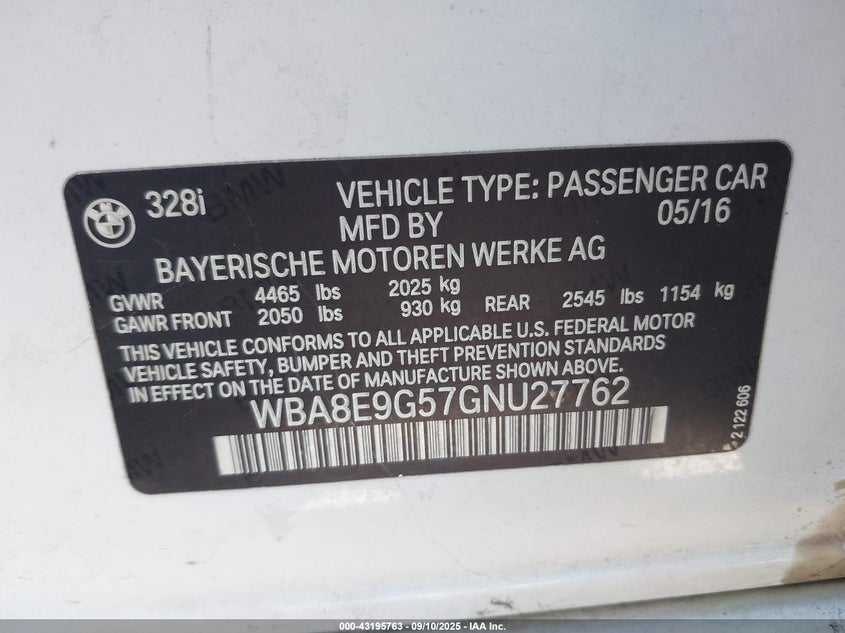 328i VEHICLE TYPE: PASSENGER CAR
MFD BY 05/16
BAYERISCHE MOTOREN WERKE AG
GVWR 4465 lbs 2025 kg
GAWR FRONT 2050 lbs 930 kg REAR 2545 lbs 1154 kg
THIS VEHICLE CONFORMS TO ALL APPLICABLE U.S. FEDERAL MOTOR
VEHICLE SAFETY, BUMPER AND THEFT PREVENTION STANDARDS
IN EFFECT ON THE DATE OF MANUFACTURE SHOWN ABOVE.
WBA8E9G57GNU27762
2 122 606
000-43195763 - 09/10/2025 - IAA Inc.